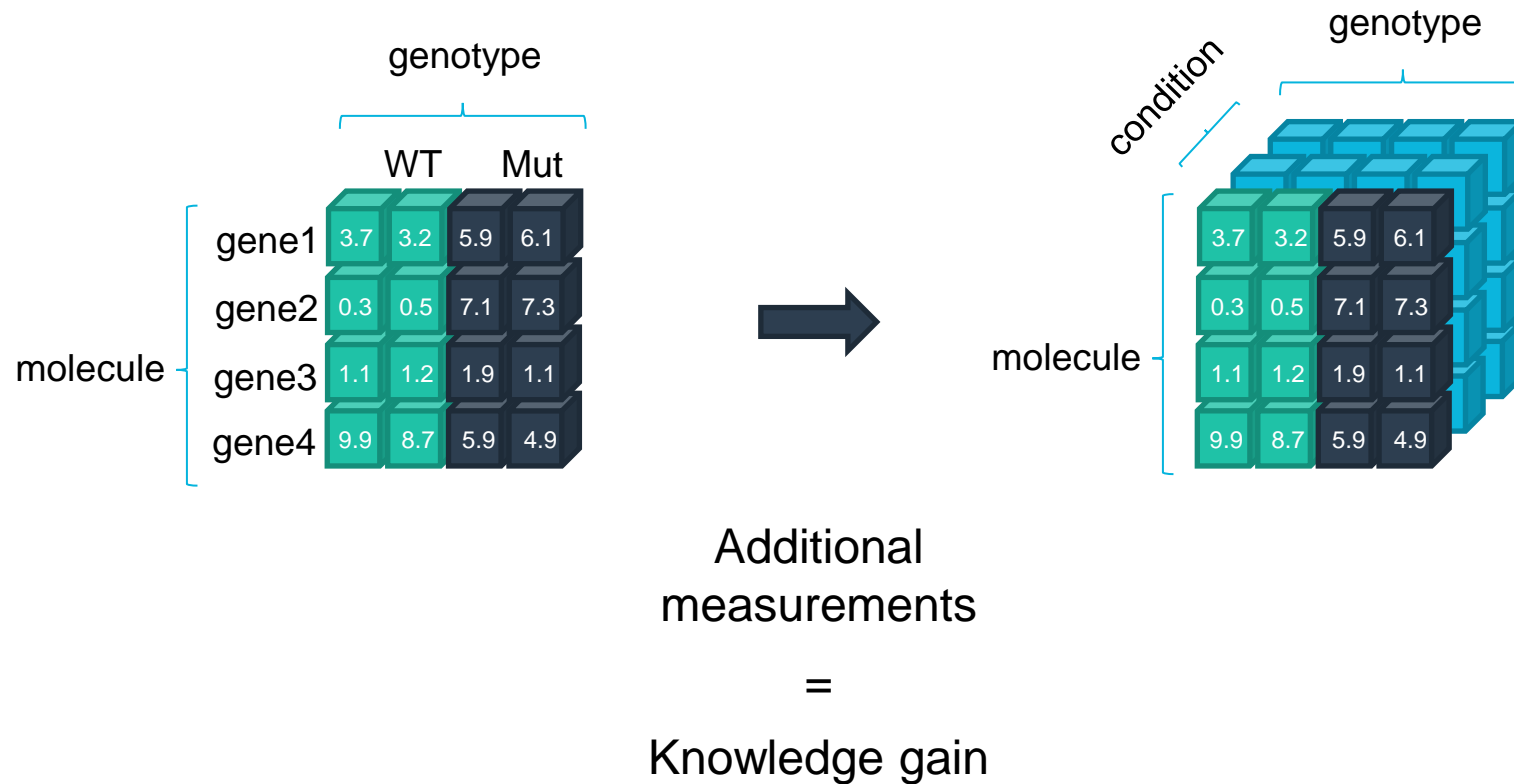 genotype
WT Mut
molecule
gene1 3.7 3.2 5.9 6.1
gene2 0.3 0.5 7.1 7.3
gene3 1.1 1.2 1.9 1.1
gene4 9.9 8.7 5.9 4.9
genotype
condition
molecule
3.7 3.2 5.9 6.1
0.3 0.5 7.1 7.3
1.1 1.2 1.9 1.1
9.9 8.7 5.9 4.9
Additional
measurements
=
Knowledge gain